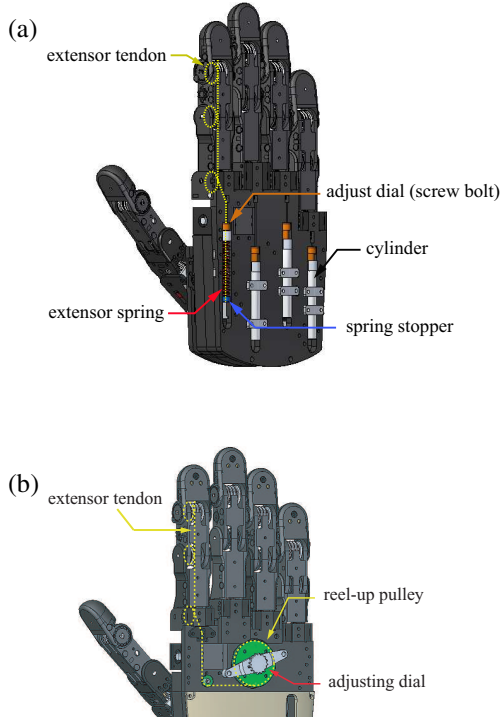 (a)
extensor tendon
adjust dial (screw bolt)
cylinder
extensor spring
spring stopper
(b)
extensor tendon
reel-up pulley
adjusting dial